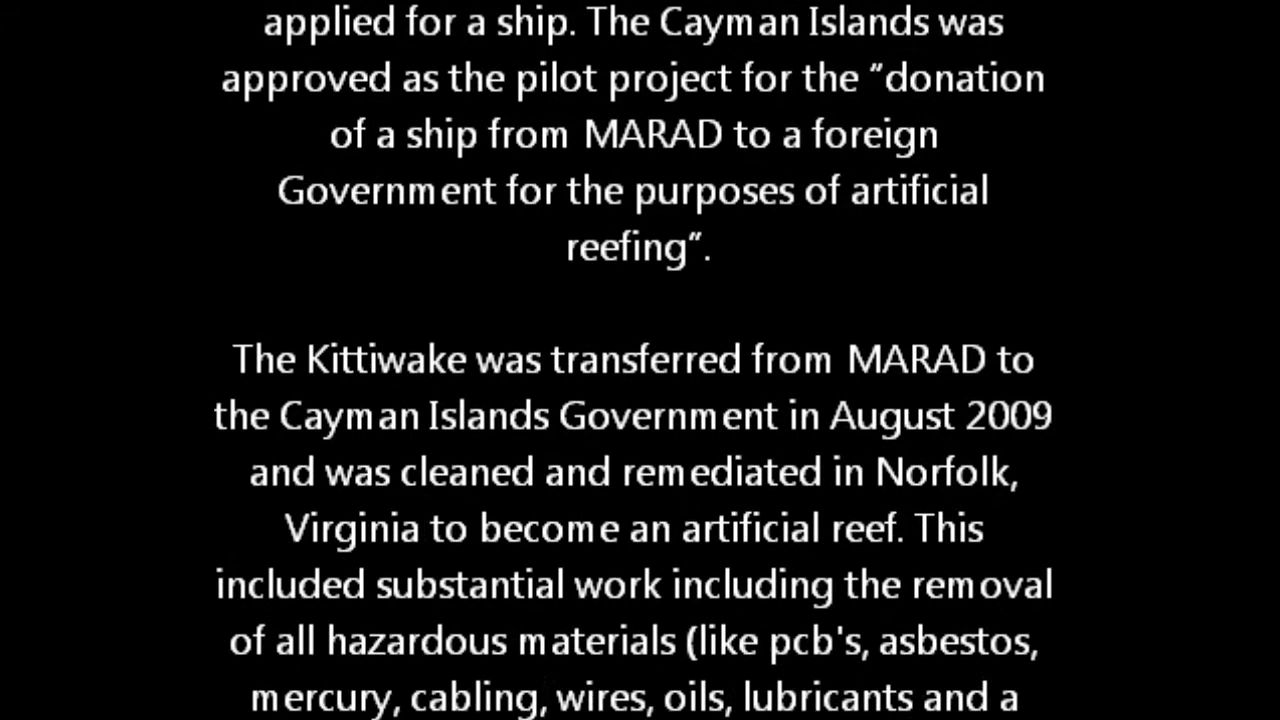 applied for a ship. The Cayman Islands was
approved as the pilot project for the “donation
of a ship from MARAD to a foreign
Government for the purposes of artificial
reefing”.
The Kittiwake was transferred from MARAD to
the Cayman Islands Government in August 2009
and was cleaned and remediated in Norfolk,
Virginia to become an artificial reef. This
included substantial work including the removal
of all hazardous materials (like pcb's, asbestos,
mercury, cabling, wires, oils, lubricants and a